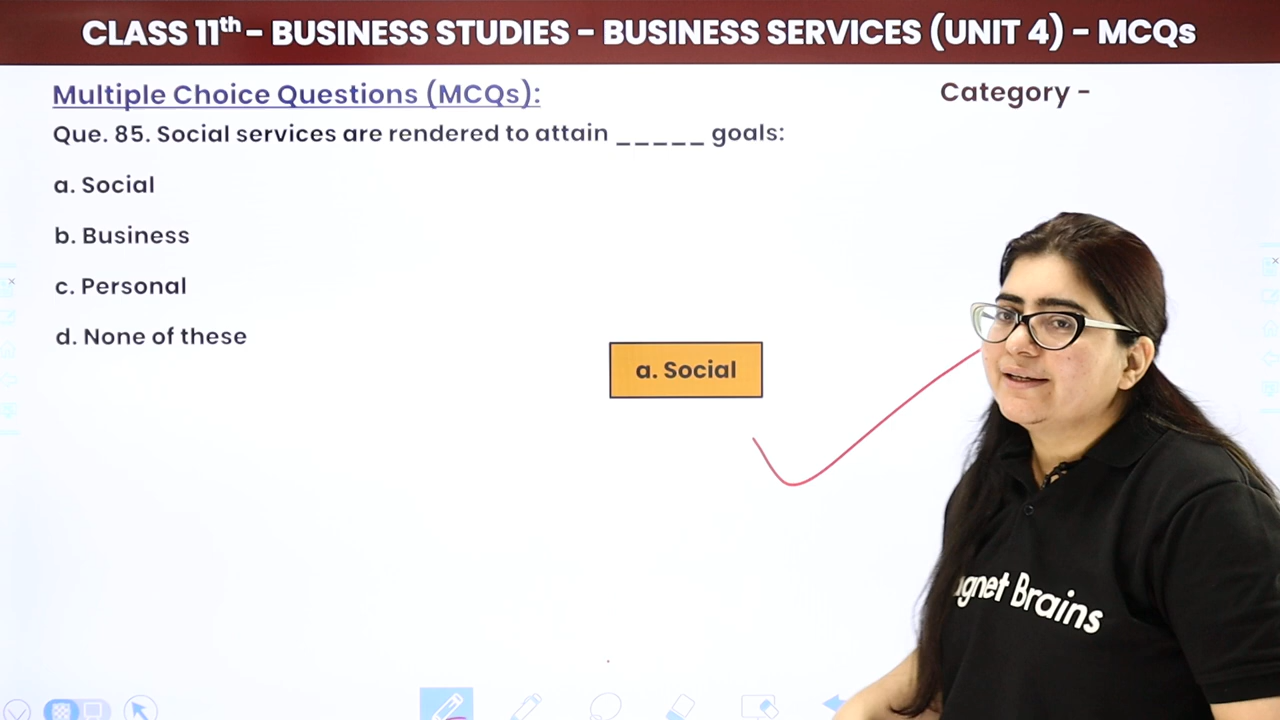 CLASS 11th – BUSINESS STUDIES – BUSINESS SERVICES (UNIT 4) – MCQs
Multiple Choice Questions (MCQs):
Category -
Que. 85. Social services are rendered to attain _____ goals:
a. Social
b. Business
c. Personal
d. None of these
a. Social
gnet Brains